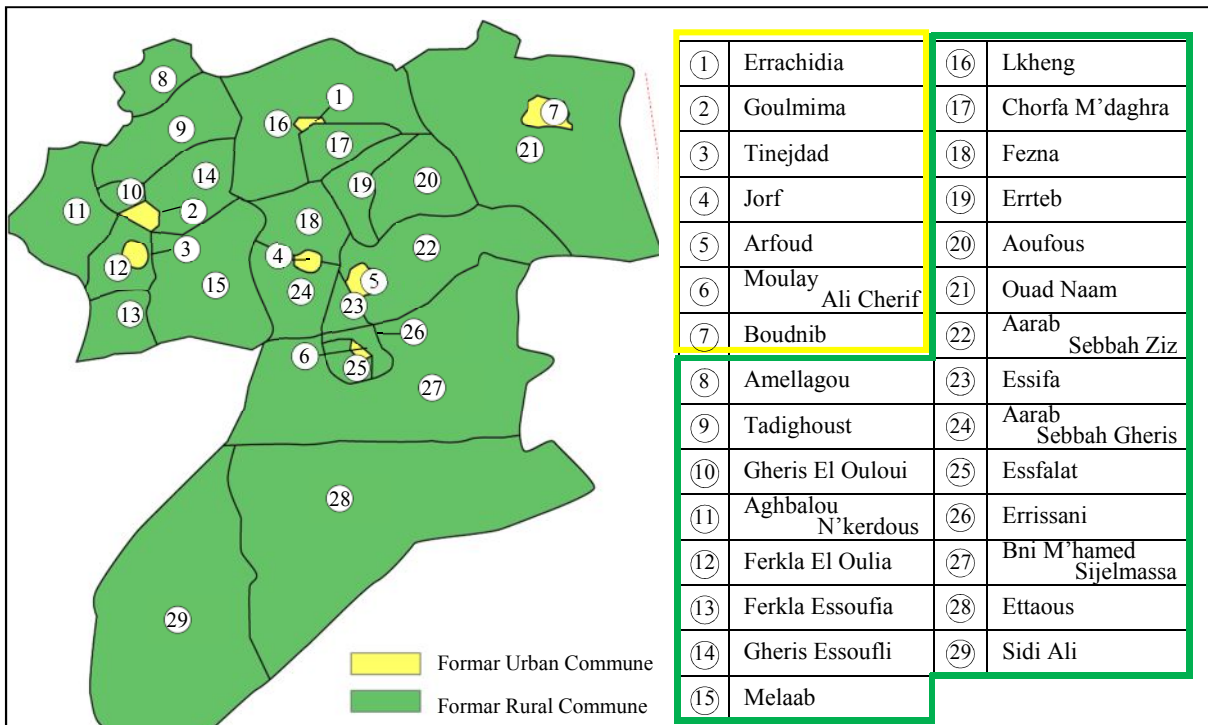 8
9
1
16
7
17
21
14
19
20
10
11
2
18
3
22
12
4
5
15
24
23
13
26
6
25
27
28
29
Formar Urban Commune
Formar Rural Commune
1 Errachidia
2 Goulmima
3 Tinejdad
4 Jorf
5 Arfoud
6 Moulay
Ali Cherif
7 Boudnib
8 Amellagou
9 Tadighoust
10 Gheris El Ouloui
11 Aghbalou
N'kerdous
12 Ferkla El Oulia
13 Ferkla Essoufia
14 Gheris Essoufli
15 Melaab
16 Lkheng
17 Chorfa M'daghra
18 Fezna
19 Errteb
20 Aoufous
21 Ouad Naam
22 Aarab
Sebbah Ziz
23 Essifa
24 Aarab
Sebbah Gheris
25 Essfalat
26 Errissani
27 Bni M'hamed
Sijelmassa
28 Ettaous
29 Sidi Ali